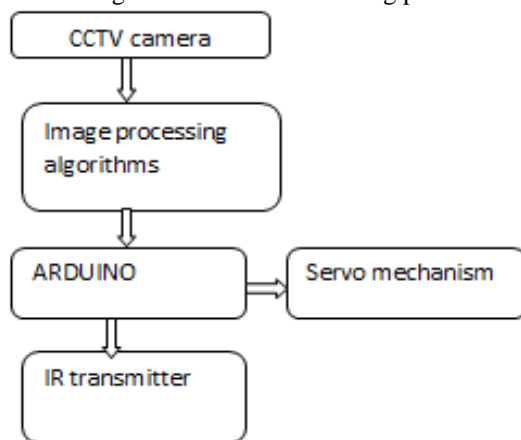 CCTV camera
Image processing
algorithms
ARDUINO
Servo mechanism
IR transmitter